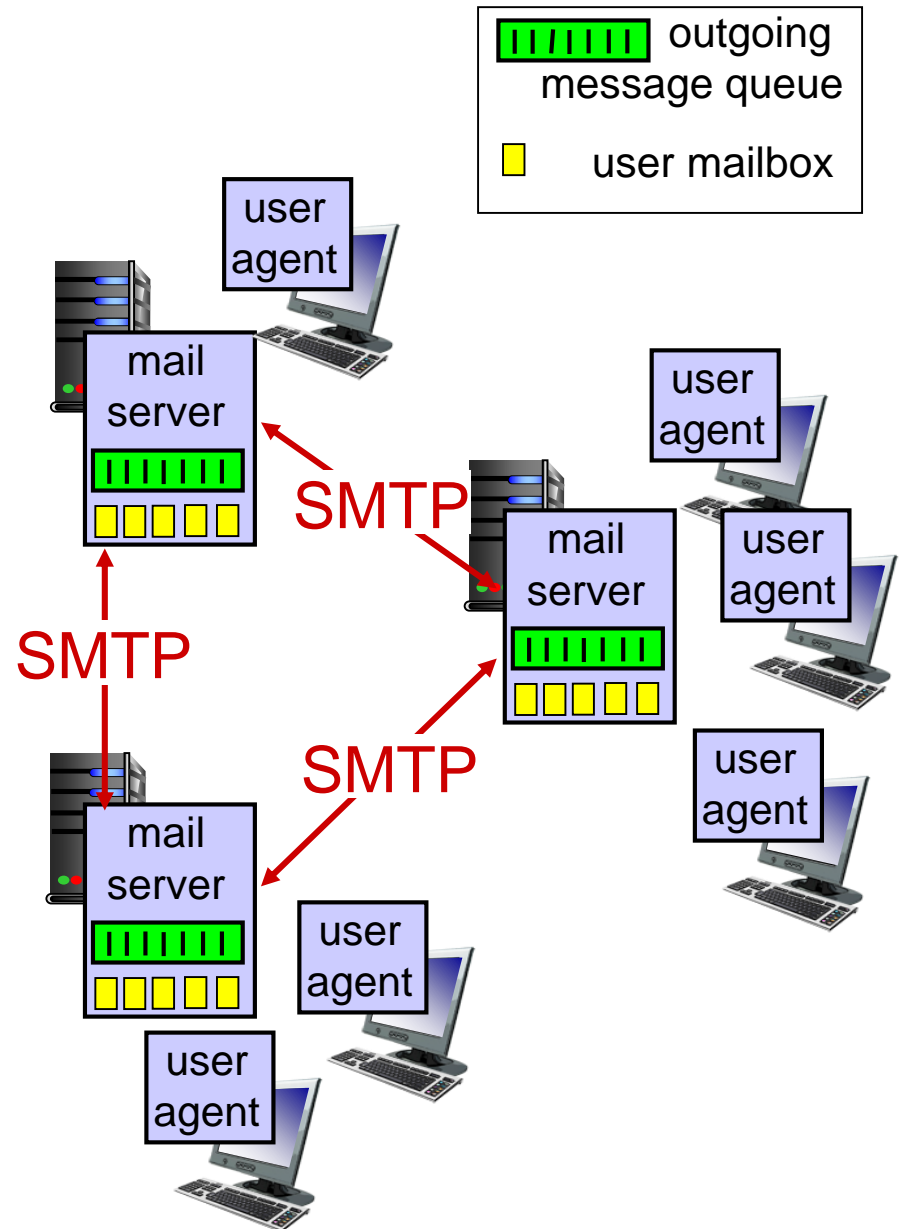 outgoing
message queue
user mailbox
user
agent
mail
server
SMTP
user
agent
mail
server
user
agent
SMTP
SMTP
user
agent
mail
server
user
agent
user
agent